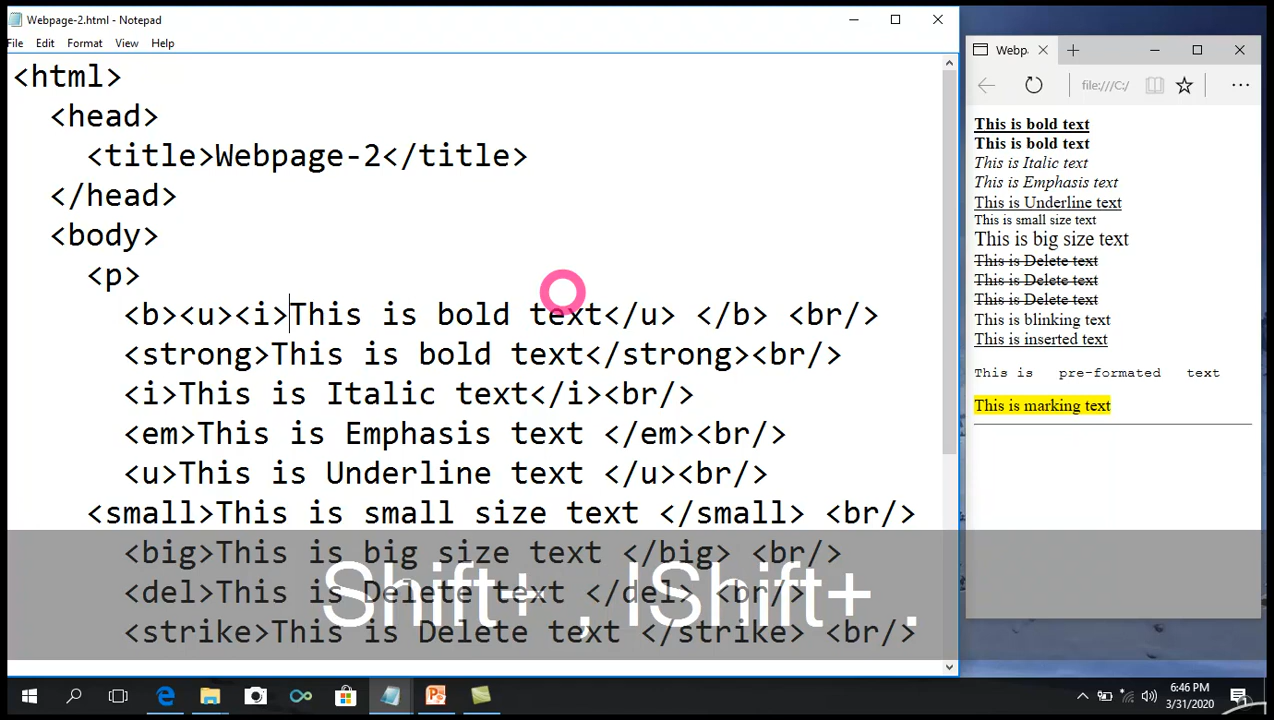 Webpage-2.html - Notepad
File Edit Format View Help
<html>
<head>
<title>Webpage-2</title>
</head>
<body>
<p>
<b><u><i>This is bold text</u> </b> <br/>
<strong>This is bold text</strong><br/>
<i>This is Italic text</i><br/>
<em>This is Emphasis text </em><br/>
<u>This is Underline text </u><br/>
<small>This is small size text </small> <br/>
<big>This is big size text </big> <br/>
<del>This is Delete text </del> <br/>
<strike>This is Delete text </strike> <br/>
Shift+ , IShift+ .
Webp
file:///C:/
This is bold text
This is bold text
This is Italic text
This is Emphasis text
This is Underline text
This is small size text
This is big size text
This is Delete text
This is Delete text
This is Delete text
This is blinking text
This is inserted text
This is   pre-formated   text
This is marking text
6:46 PM
3/31/2020